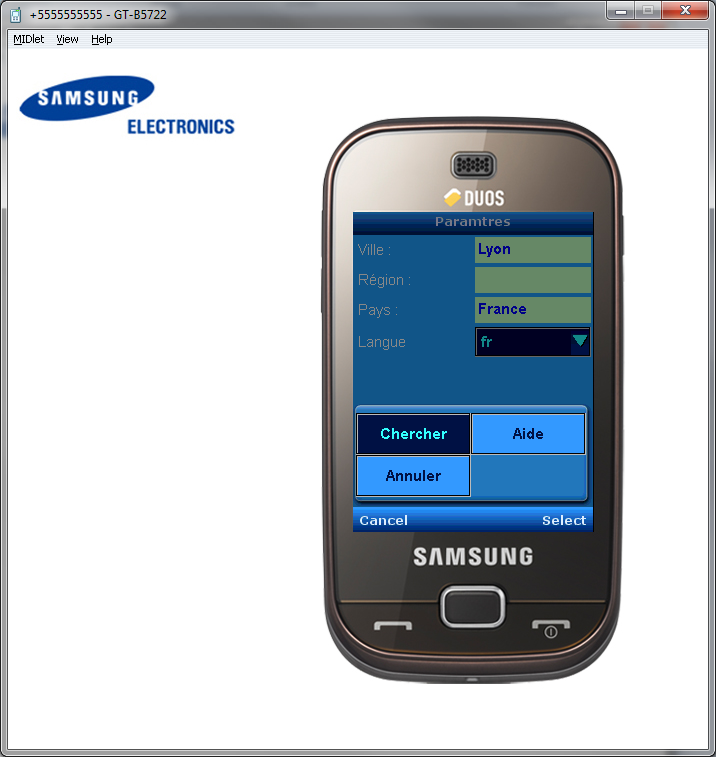 +5555555555 - GT-B5722
MIDlet View Help
SAMSUNG
ELECTRONICS
DUOS
Paramtres
Ville : Lyon
Région :
Pays : France
Langue fr
Chercher Aide
Annuler
Cancel Select
SAMSUNG